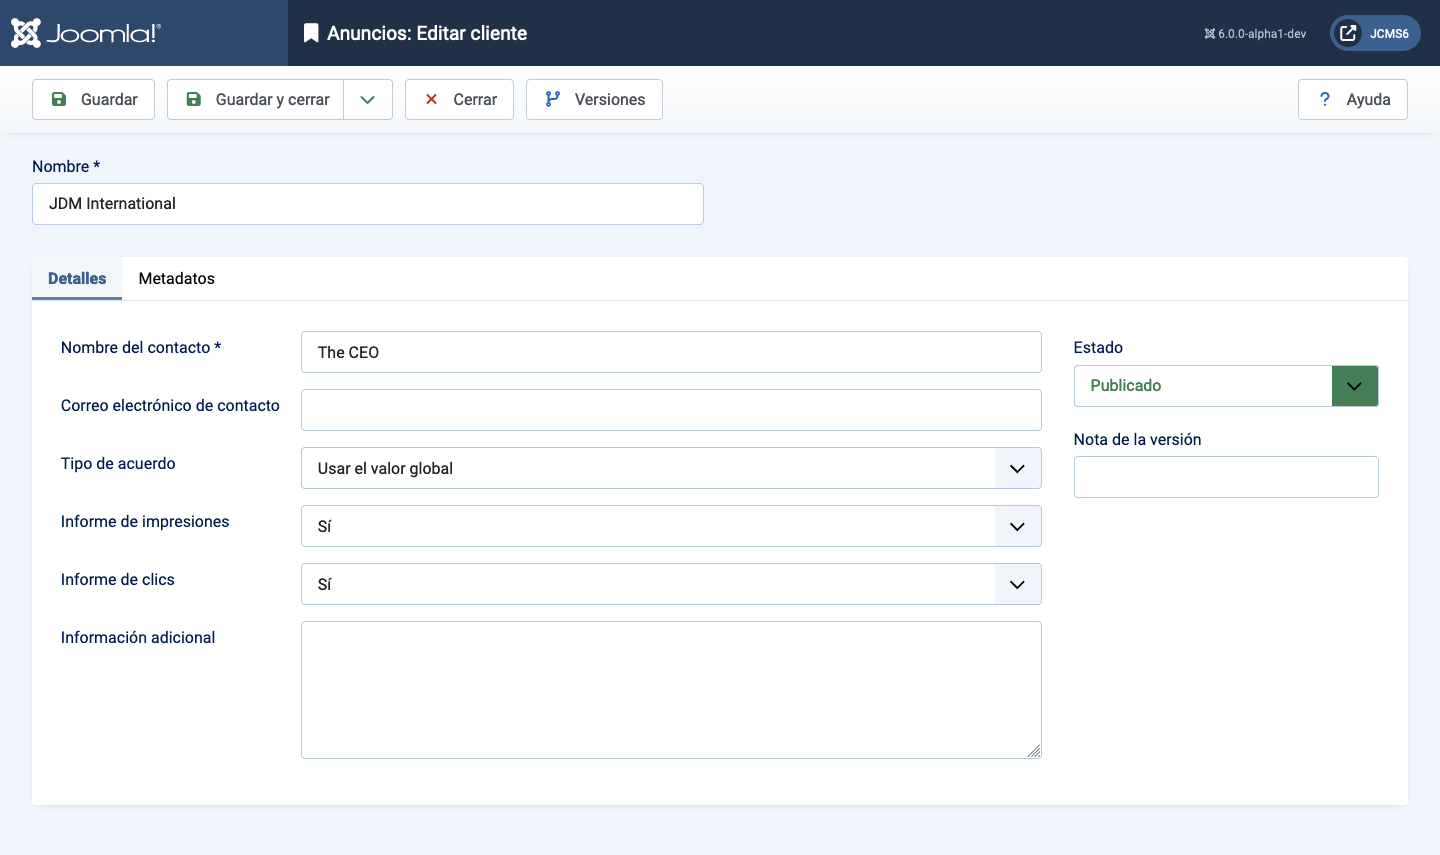 Joomla!®
Anuncios: Editar cliente
6.0.0-alpha1-dev
JCMS6
Guardar
Guardar y cerrar
Cerrar
Versiones
? Ayuda
Nombre *
JDM International
Detalles
Metadatos
Nombre del contacto *
The CEO
Correo electrónico de contacto
Tipo de acuerdo
Usar el valor global
Informe de impresiones
Sí
Informe de clics
Sí
Información adicional
Estado
Publicado
Nota de la versión